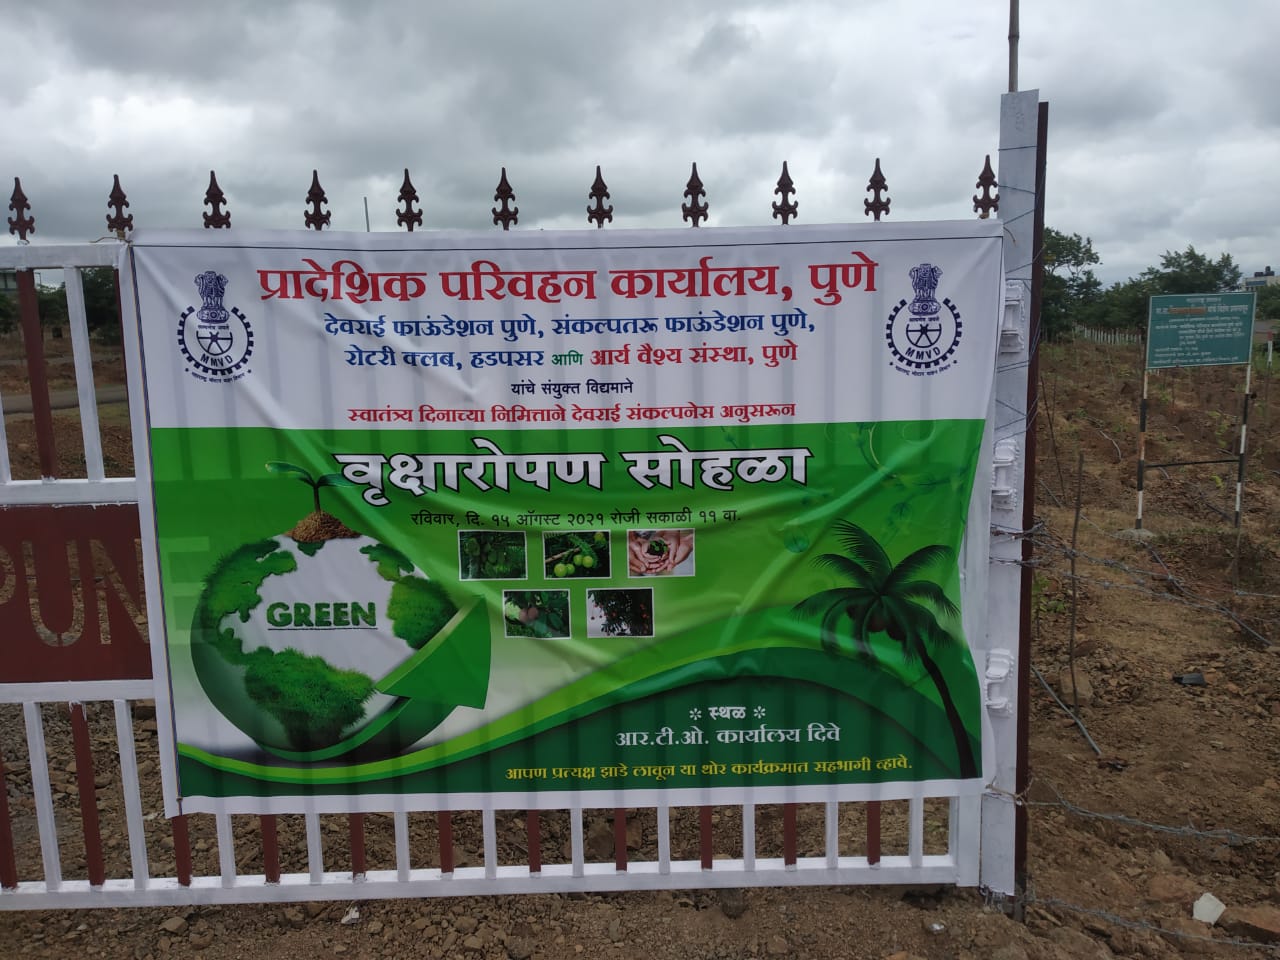 प्रादेशिक परिवहन कार्यालय, पुणे
देवराई फाऊंडेशन पुणे, संकल्पतरू फाऊंडेशन पुणे,
रोटरी क्लब, हडपसर आणि आर्य वैश्य संस्था, पुणे
यांचे संयुक्त विद्यमाने
स्वातंत्र्य दिनाच्या निमित्ताने देवराई संकल्पनेस अनुसरून
वृक्षारोपण सोहळा
रविवार, दि. १५ ऑगस्ट २०२१ रोजी सकाळी ११ वा.
GREEN
स्थळ
आर.टी.ओ. कार्यालय दिवे
आपण प्रत्यक्ष झाडे लावून या थोर कार्यक्रमात सहभागी व्हावे.
MMVD
MMVD
PUNE